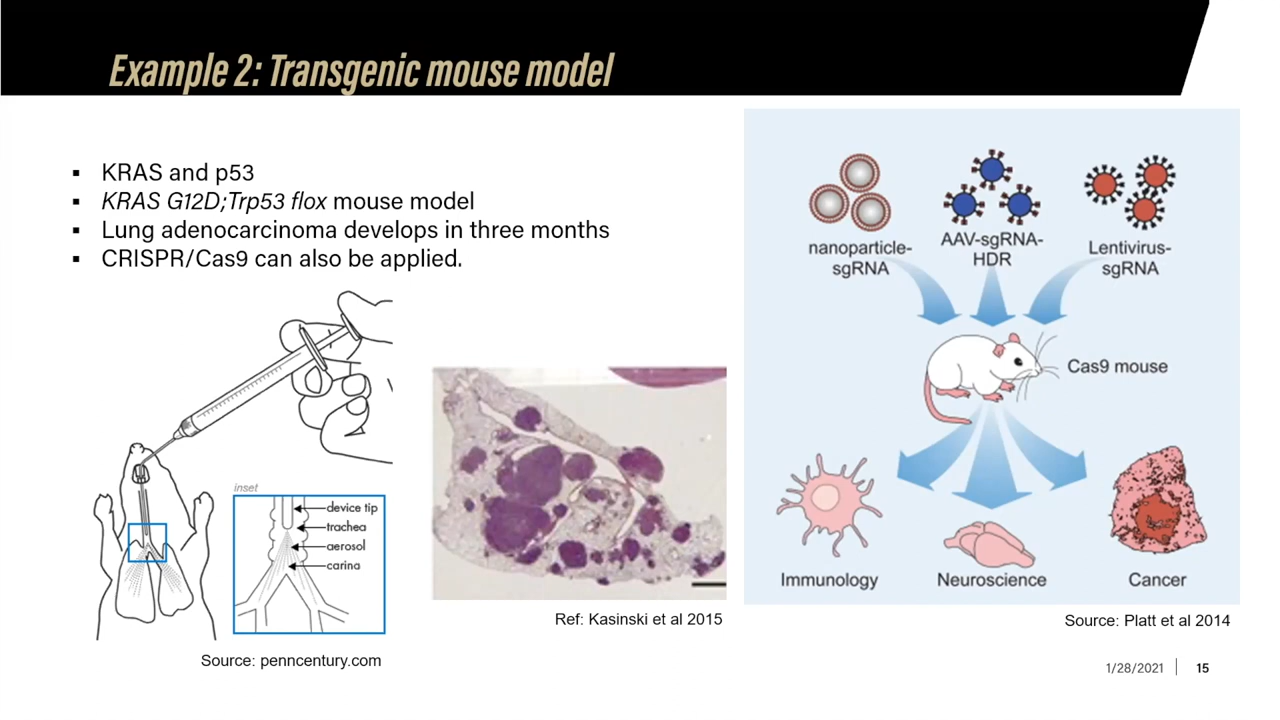 Example 2: Transgenic mouse model
▪ KRAS and p53
▪ KRAS G12D;Trp53 flox mouse model
▪ Lung adenocarcinoma develops in three months
▪ CRISPR/Cas9 can also be applied.
inset
device tip
trachea
aerosol
carina
Source: penncentury.com
Ref: Kasinski et al 2015
nanoparticle-
sgRNA
AAV-sgRNA-
HDR
Lentivirus-
sgRNA
Cas9 mouse
Immunology
Neuroscience
Cancer
Source: Platt et al 2014
1/28/2021
15